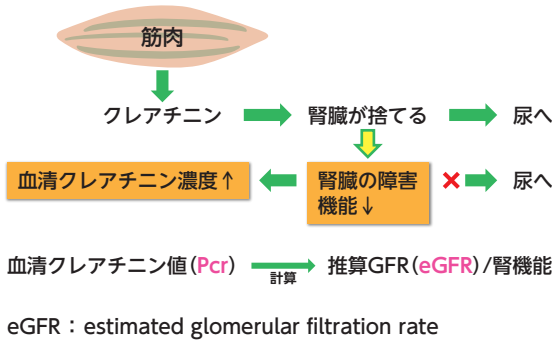 筋肉
クレアチニン 腎臓が捨てる 尿へ
血清クレアチニン濃度↑ 腎臓の障害 尿へ
機能↓
血清クレアチニン値(Pcr) 計算 推算GFR(eGFR)/腎機能
eGFR：estimated glomerular filtration rate